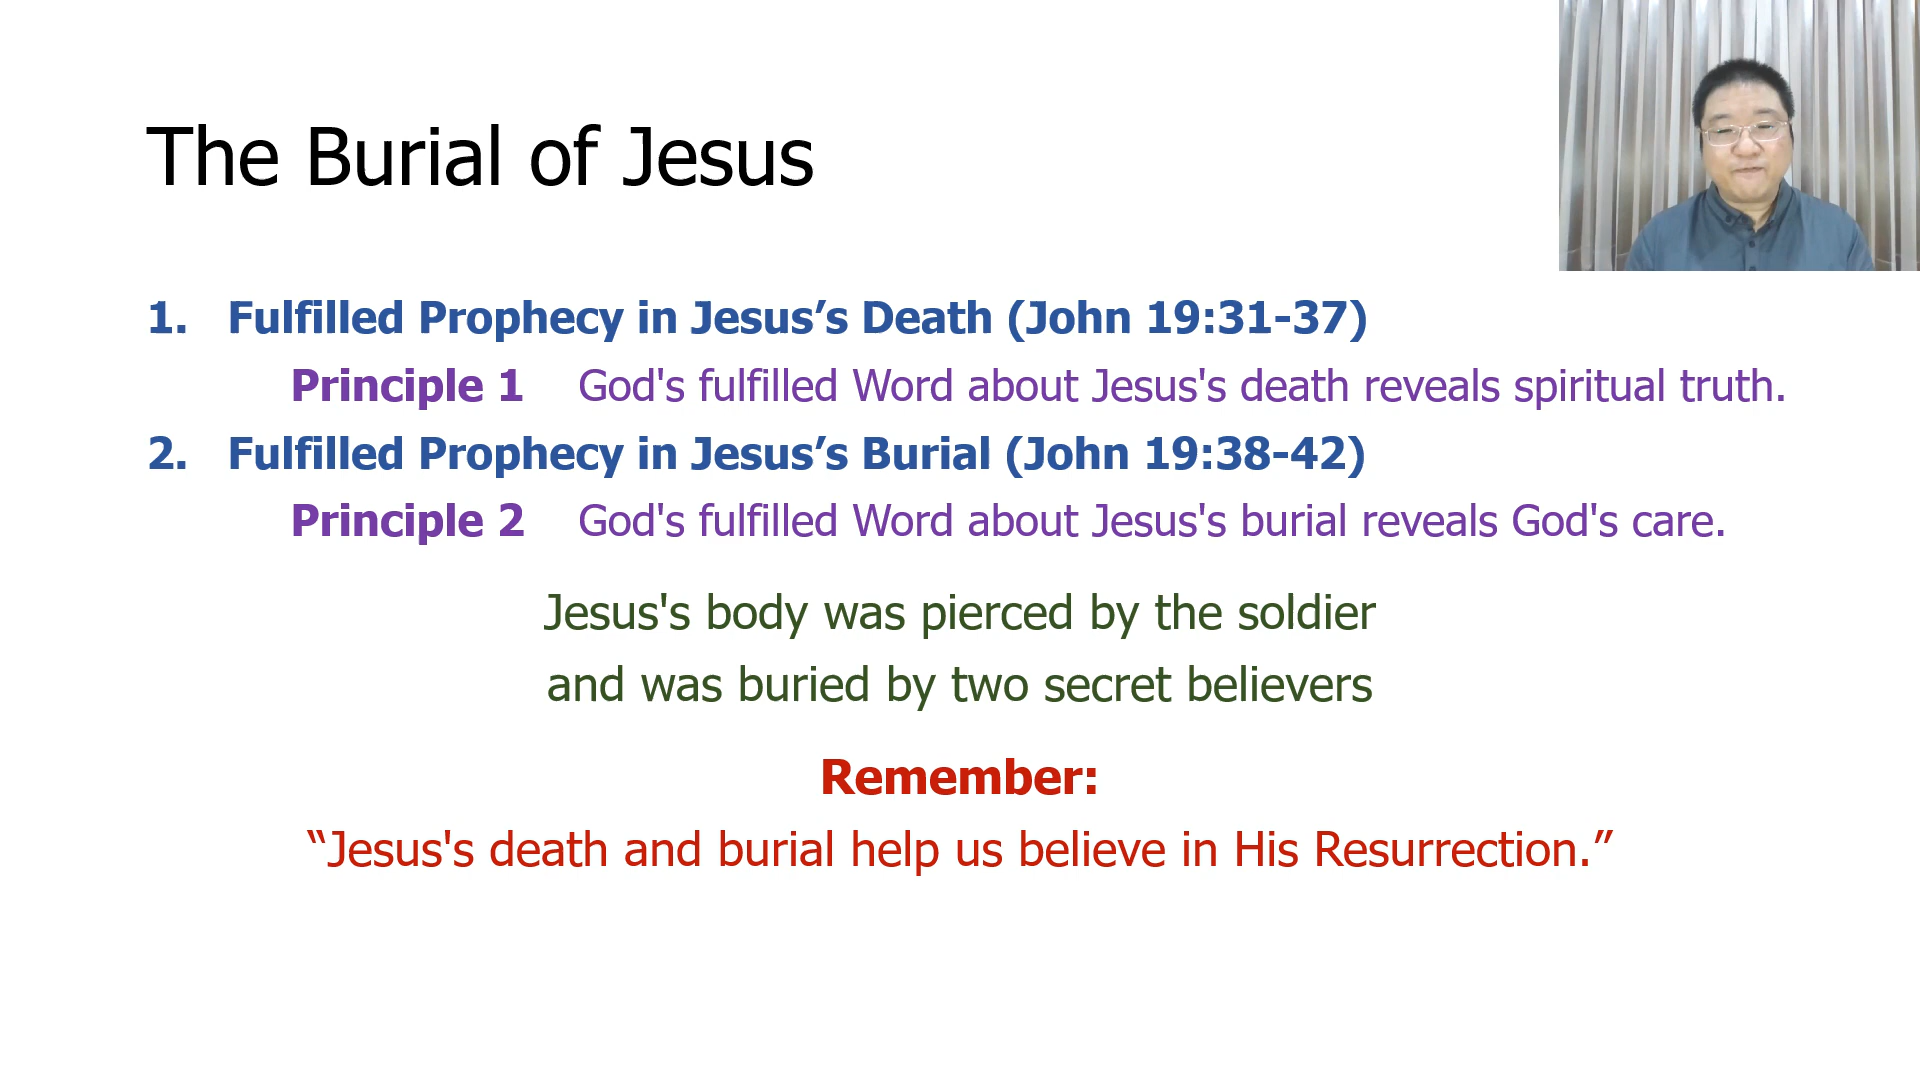 The Burial of Jesus
1. Fulfilled Prophecy in Jesus’s Death (John 19:31-37)
Principle 1 God's fulfilled Word about Jesus's death reveals spiritual truth.
2. Fulfilled Prophecy in Jesus’s Burial (John 19:38-42)
Principle 2 God's fulfilled Word about Jesus's burial reveals God's care.
Jesus's body was pierced by the soldier
and was buried by two secret believers
Remember:
“Jesus's death and burial help us believe in His Resurrection.”